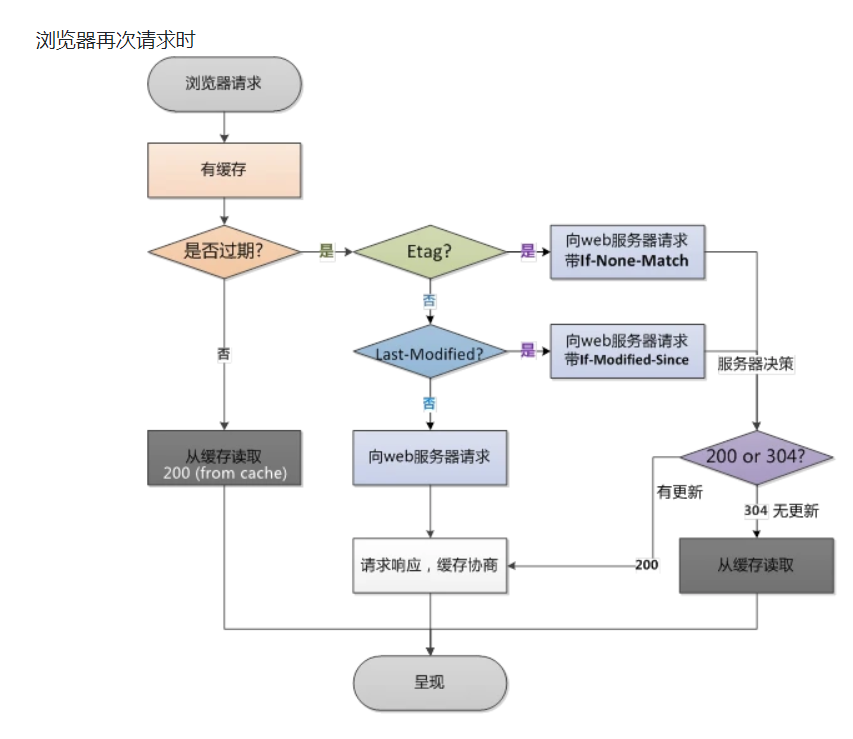 浏览器再次请求时
浏览器请求
有缓存
是否过期?
是
Etag?
是
向web服务器请求
带If-None-Match
否
否
Last-Modified?
是
向web服务器请求
带If-Modified-Since
服务器决策
否
从缓存读取
200 (from cache)
向web服务器请求
200 or 304?
有更新
304 无更新
请求响应，缓存协商
200
从缓存读取
呈现